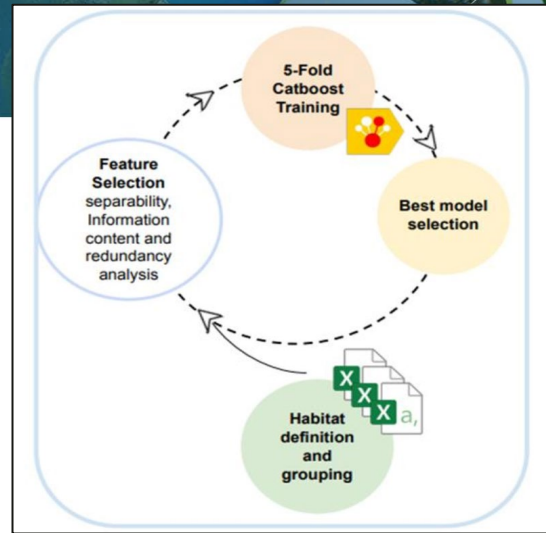 5-Fold
Catboost
Training
Feature
Selection
separability,
Information
content and
redundancy
analysis
Best model
selection
X
X
X
a,
Habitat
definition
and
grouping